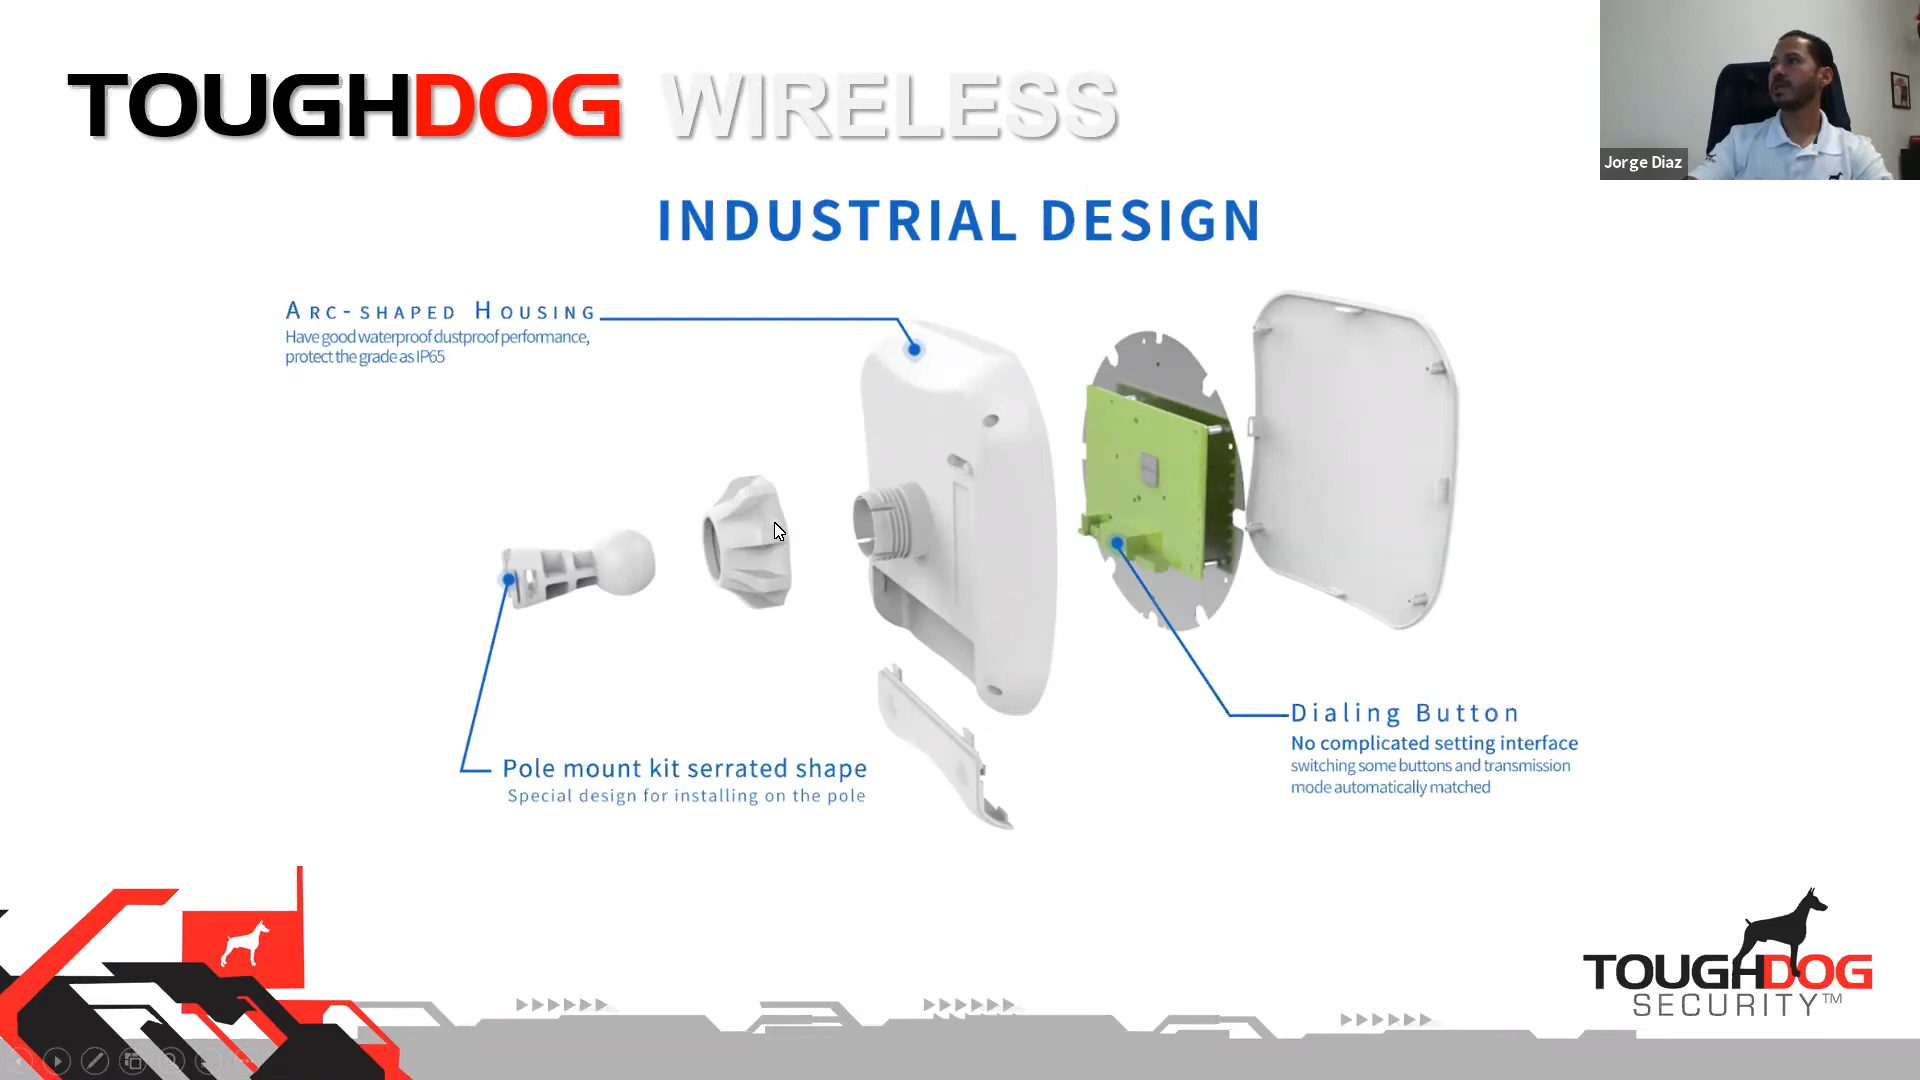 TOUGHDOG WIRELESS
Jorge Diaz
INDUSTRIAL DESIGN
ARC-SHAPED HOUSING
Have good waterproof dustproof performance,
protect the grade as IP65
Dialing Button
No complicated setting interface
switching some buttons and transmission
mode automatically matched
Pole mount kit serrated shape
Special design for installing on the pole
TOUGHDOG
SECURITY™